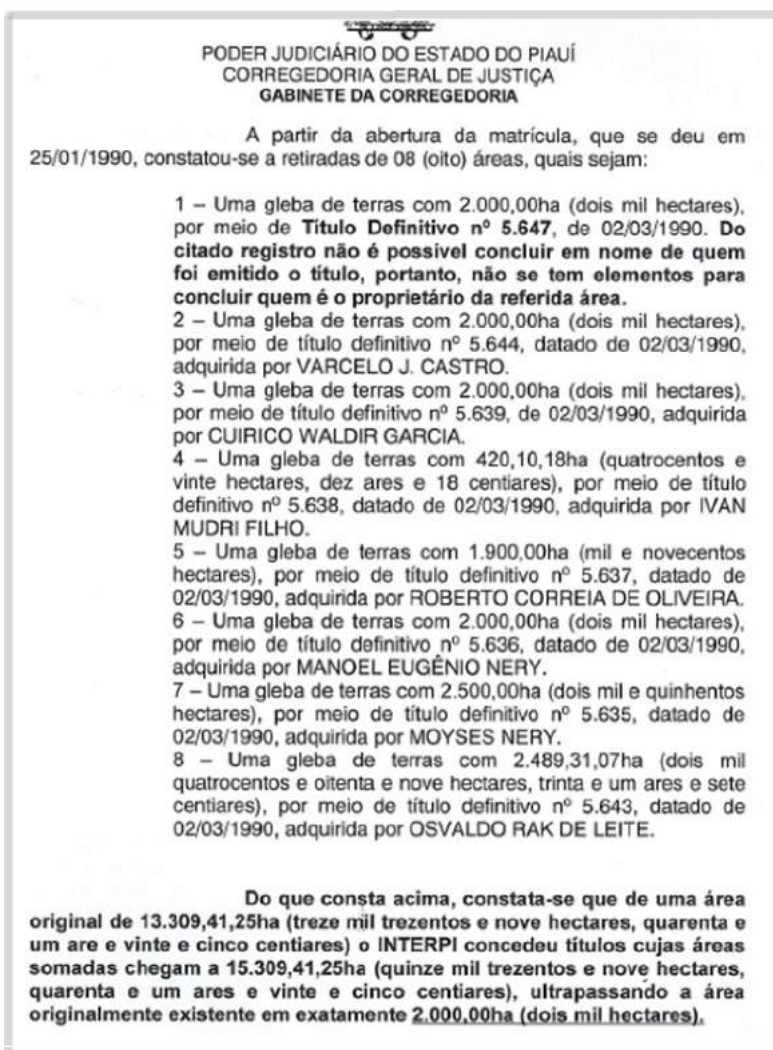 PODER JUDICIÁRIO DO ESTADO DO PIAUÍ
CORREGEDORIA GERAL DE JUSTIÇA
GABINETE DA CORREGEDORIA
A partir da abertura da matrícula, que se deu em
25/01/1990, constatou-se a retiradas de 08 (oito) áreas, quais sejam:
1 – Uma gleba de terras com 2.000,00ha (dois mil hectares),
por meio de Título Definitivo nº 5.647, de 02/03/1990. Do
citado registro não é possível concluir em nome de quem
foi emitido o título, portanto, não se tem elementos para
concluir quem é o proprietário da referida área.
2 – Uma gleba de terras com 2.000,00ha (dois mil hectares),
por meio de título definitivo nº 5.644, datado de 02/03/1990,
adquirida por VARCELO J. CASTRO.
3 – Uma gleba de terras com 2.000,00ha (dois mil hectares),
por meio de título definitivo nº 5.639, de 02/03/1990, adquirida
por CUIRICO WALDIR GARCIA.
4 – Uma gleba de terras com 420,10,18ha (quatrocentos e
vinte hectares, dez ares e 18 centiares), por meio de título
definitivo nº 5.638, datado de 02/03/1990, adquirida por IVAN
MUDRI FILHO.
5 – Uma gleba de terras com 1.900,00ha (mil e novecentos
hectares), por meio de título definitivo nº 5.637, datado de
02/03/1990, adquirida por ROBERTO CORREIA DE OLIVEIRA.
6 – Uma gleba de terras com 2.000,00ha (dois mil hectares),
por meio de título definitivo nº 5.636, datado de 02/03/1990,
adquirida por MANOEL EUGÊNIO NERY.
7 – Uma gleba de terras com 2.500,00ha (dois mil e quinhentos
hectares), por meio de título definitivo nº 5.635, datado de
02/03/1990, adquirida por MOYSES NERY.
8 – Uma gleba de terras com 2.489,31,07ha (dois mil
quatrocentos e oitenta e nove hectares, trinta e um ares e sete
centiares), por meio de título definitivo nº 5.643, datado de
02/03/1990, adquirida por OSVALDO RAK DE LEITE.
Do que consta acima, constata-se que de uma área
original de 13.309,41,25ha (treze mil trezentos e nove hectares, quarenta e
um are e vinte e cinco centiares) o INTERPI concedeu títulos cujas áreas
somadas chegam a 15.309,41,25ha (quinze mil trezentos e nove hectares,
quarenta e um ares e vinte e cinco centiares), ultrapassando a área
originalmente existente em exatamente 2.000,00ha (dois mil hectares).